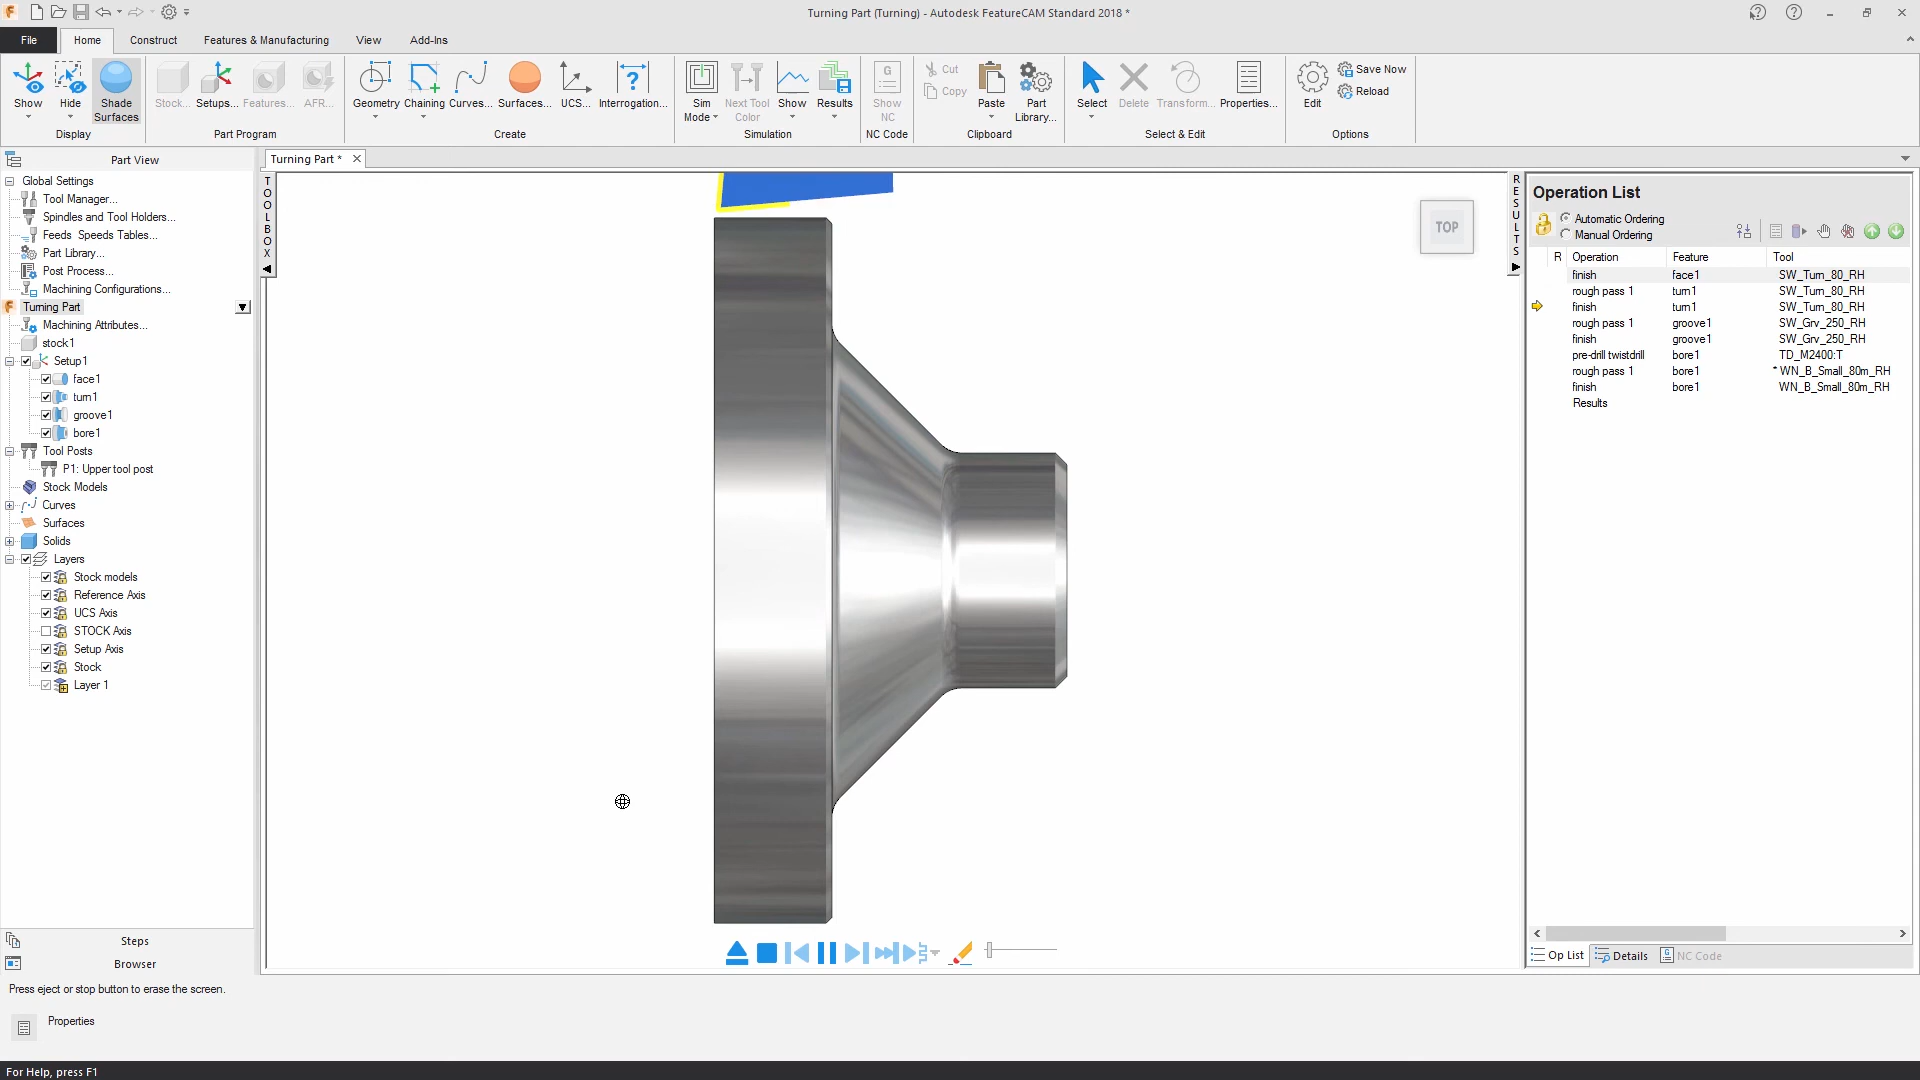 Turning Part (Turning) - Autodesk FeatureCAM Standard 2018 *
File
Home
Construct
Features & Manufacturing
View
Add-Ins
Show
Hide
Shade
Surfaces
Display
Stock...
Setups...
Features...
AFR...
Part Program
Geometry
Chaining
Curves...
Surfaces...
UCS...
Interrogation...
Create
Sim
Mode
Next Tool
Color
Show
Results
Simulation
Show
NC
NC Code
Cut
Copy
Paste
Part
Library...
Clipboard
Select
Delete
Transform...
Properties...
Select & Edit
Edit
Save Now
Reload
Options
Part View
Global Settings
Tool Manager...
Spindles and Tool Holders...
Feeds  Speeds Tables...
Part Library...
Post Process...
Machining Configurations...
Turning Part
Machining Attributes...
stock1
Setup1
face1
turn1
groove1
bore1
Tool Posts
P1: Upper tool post
Stock Models
Curves
Surfaces
Solids
Layers
Stock models
Reference Axis
UCS Axis
STOCK Axis
Setup Axis
Stock
Layer 1
Steps
Browser
Turning Part *
TOOLBOX
TOP
RESULTS
Operation List
Automatic Ordering
Manual Ordering
R Operation Feature Tool
finish face1 SW_Turn_80_RH
rough pass 1 turn1 SW_Turn_80_RH
finish turn1 SW_Turn_80_RH
rough pass 1 groove1 SW_Grv_250_RH
finish groove1 SW_Grv_250_RH
pre-drill twistdrill bore1 TD_M2400:T
rough pass 1 bore1 * WN_B_Small_80m_RH
finish bore1 WN_B_Small_80m_RH
Results
Op List
Details
NC Code
Press eject or stop button to erase the screen.
Properties
For Help, press F1